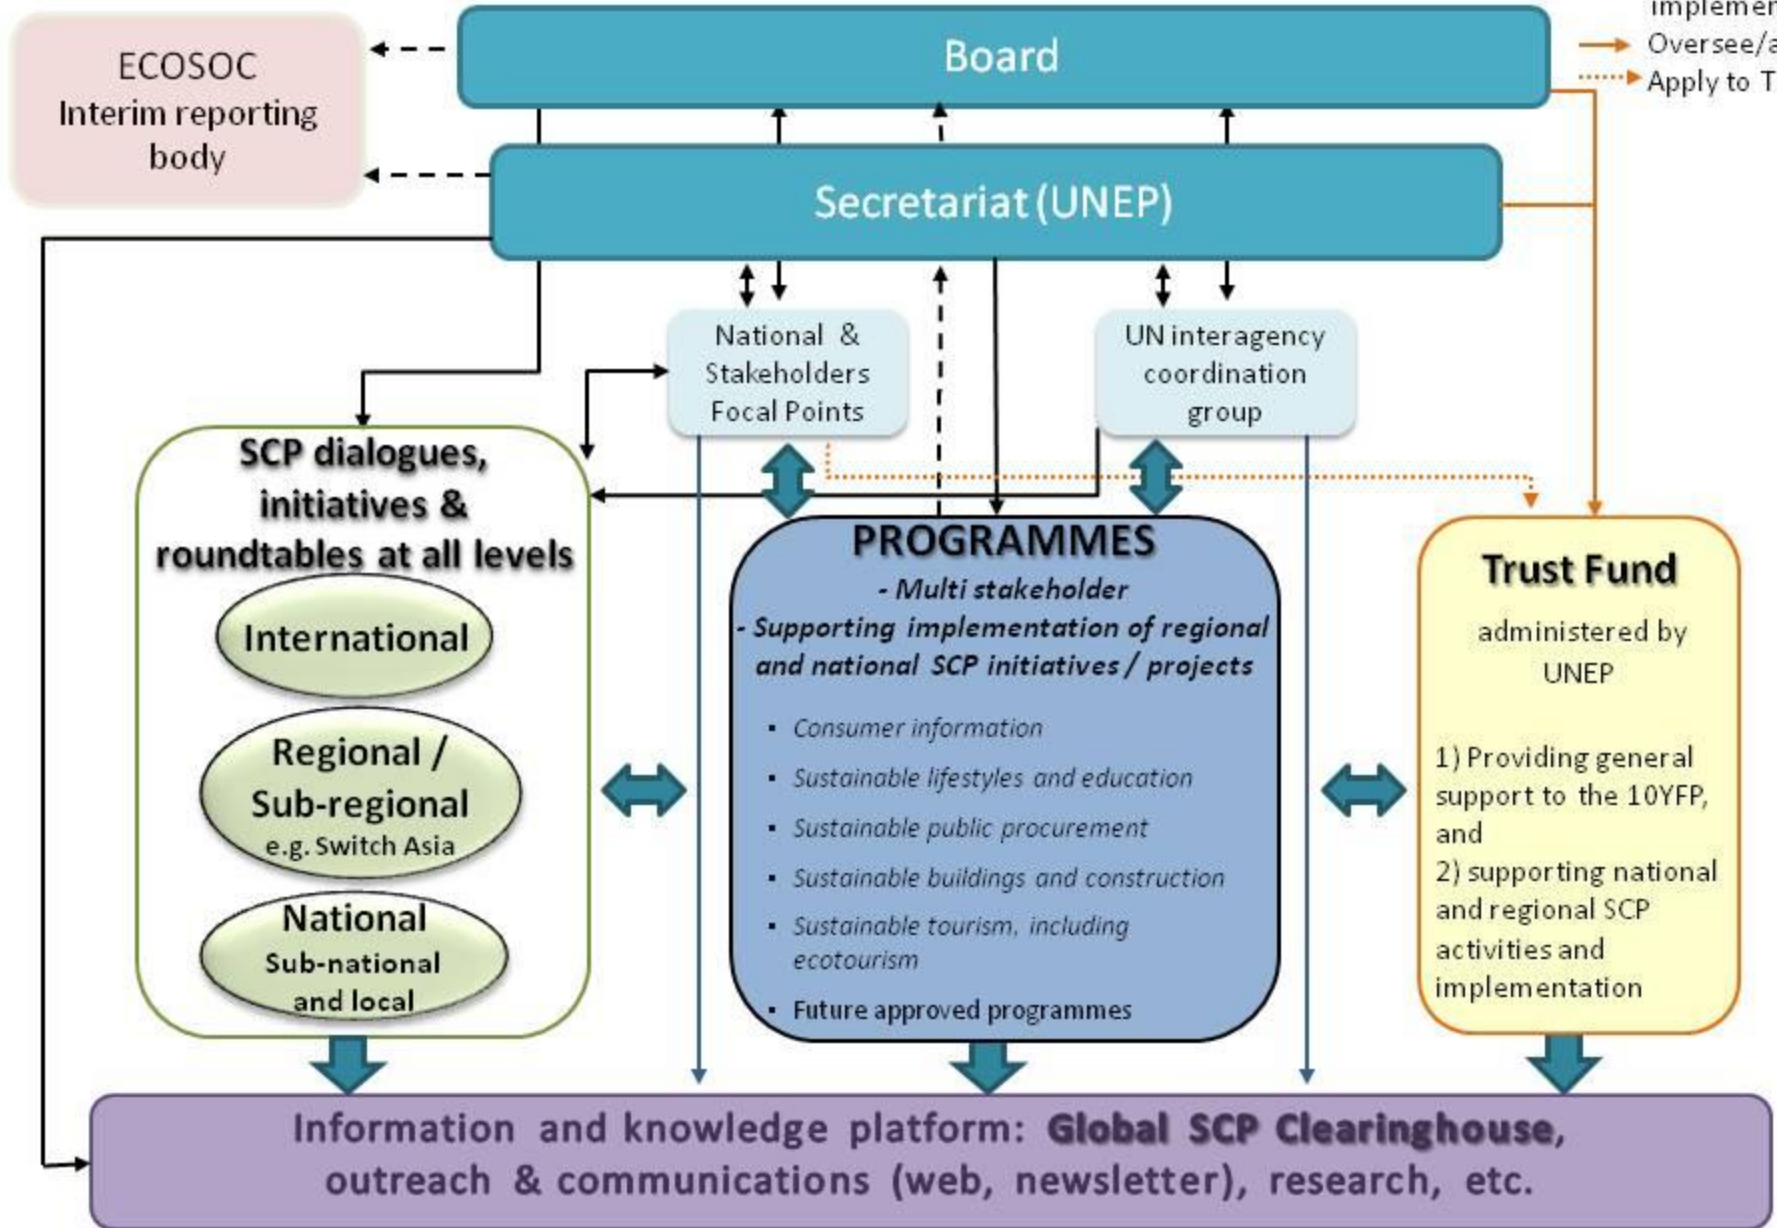 ECOSOC
Interim reporting
body
Board
Oversee/a
Apply to T
Secretariat (UNEP)
National &
Stakeholders
Focal Points
UN interagency
coordination
group
SCP dialogues,
initiatives &
roundtables at all levels
International
Regional /
Sub-regional
e.g. Switch Asia
National
Sub-national
and local
PROGRAMMES
- Multi stakeholder
- Supporting implementation of regional
and national SCP initiatives / projects
▪ Consumer information
▪ Sustainable lifestyles and education
▪ Sustainable public procurement
▪ Sustainable buildings and construction
▪ Sustainable tourism, including
ecotourism
▪ Future approved programmes
Trust Fund
administered by
UNEP
1) Providing general
support to the 10YFP,
and
2) supporting national
and regional SCP
activities and
implementation
Information and knowledge platform: Global SCP Clearinghouse,
outreach & communications (web, newsletter), research, etc.